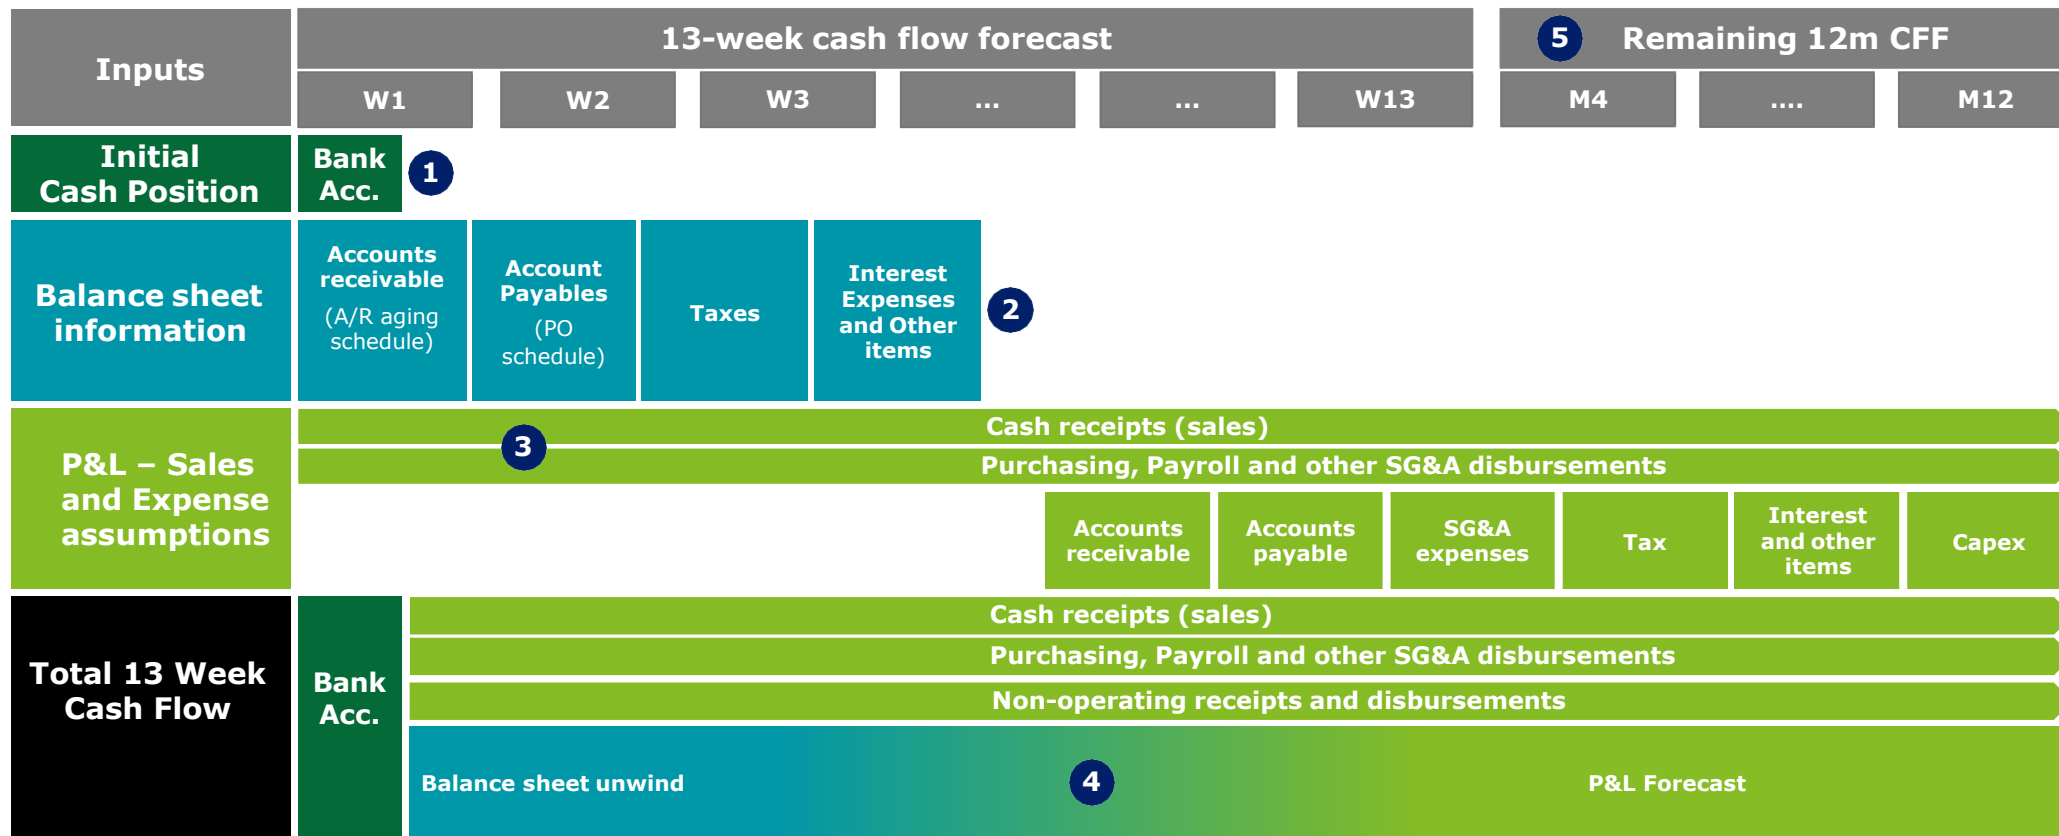 Inputs
13-week cash flow forecast
5
Remaining 12m CFF
W1
W2
W3
...
...
W13
M4
....
M12
Initial
Cash Position
Bank
Acc.
1
Balance sheet
information
Accounts
receivable
(A/R aging
schedule)
Account
Payables
(PO
schedule)
Taxes
Interest
Expenses
and Other
items
2
P&L – Sales
and Expense
assumptions
Cash receipts (sales)
3
Purchasing, Payroll and other SG&A disbursements
Accounts
receivable
Accounts
payable
SG&A
expenses
Tax
Interest
and other
items
Capex
Total 13 Week
Cash Flow
Bank
Acc.
Cash receipts (sales)
Purchasing, Payroll and other SG&A disbursements
Non-operating receipts and disbursements
Balance sheet unwind
4
P&L Forecast